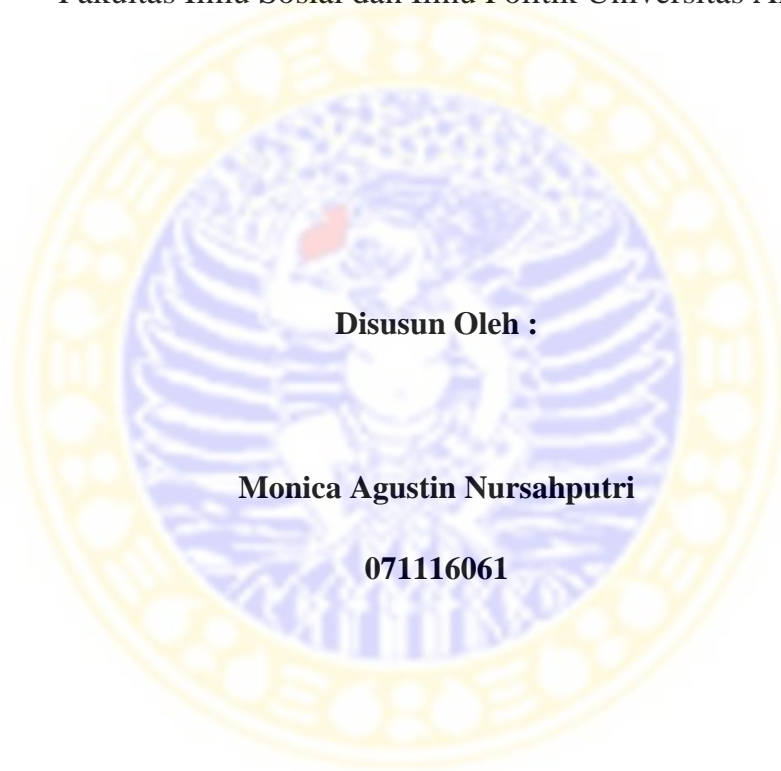 Fakultas Ilmu Sosial dan Ilmu Politik Universitas
Disusun Oleh :
Monica Agustin Nursahputri
071116061